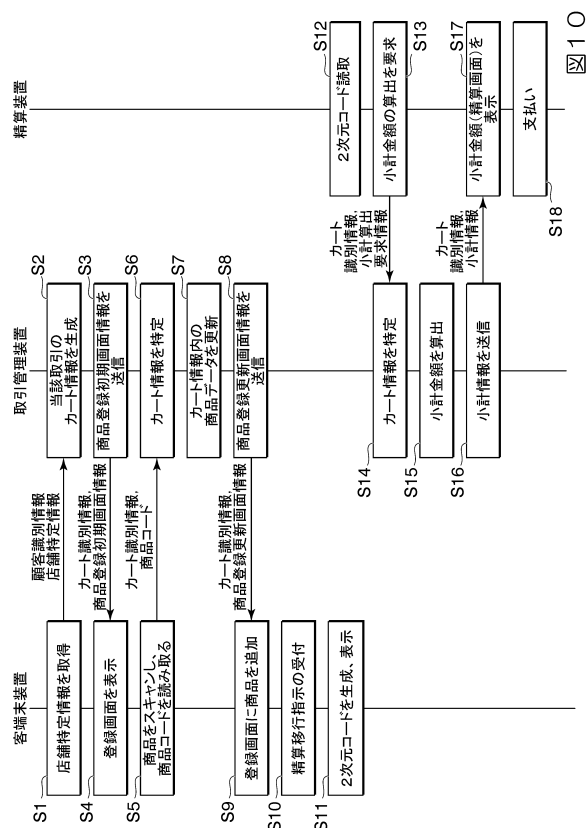 客端末装置
取引管理装置
精算装置
S1
店舗特定情報を取得
顧客識別情報
店舗特定情報
S2
当該取引の
カート情報を生成
S3
商品登録初期画面情報を
送信
カート識別情報,
商品登録初期画面情報
S4
登録画面を表示
S5
商品をスキャンし、
商品コードを読み取る
カート識別情報,
商品コード
S6
カート情報を特定
S7
カート情報内の
商品データを更新
S8
商品登録更新画面情報を
送信
カート識別情報,
商品登録更新画面情報
S9
登録画面に商品を追加
S10
精算移行指示の受付
S11
2次元コードを生成、表示
S12
2次元コード読取
S13
小計金額の算出を要求
カート
識別情報,
小計算出
要求情報
S14
カート情報を特定
S15
小計金額を算出
S16
小計情報を送信
カート
識別情報,
小計情報
S17
小計金額(精算画面)を
表示
S18
支払い
図10